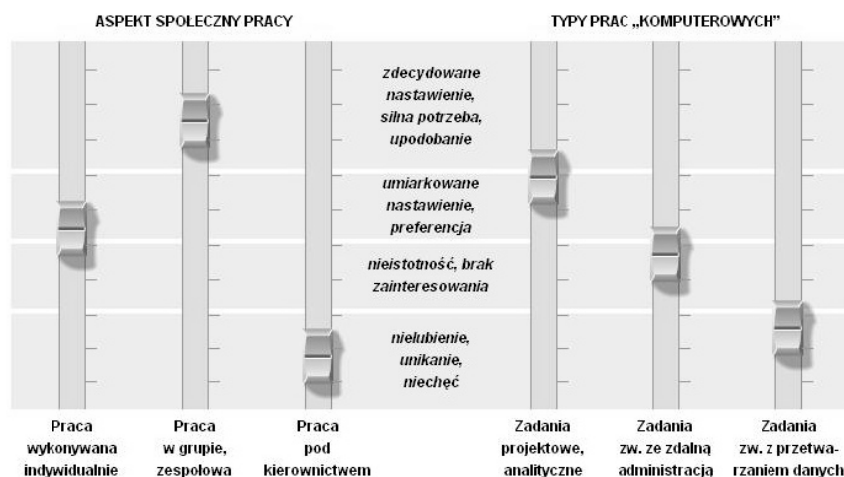 ASPEKT SPOŁECZNY PRACY
TYPY PRAC „KOMPUTEROWYCH”
zdecydowane
nastawienie,
silna potrzeba,
upodobanie
umiarkowane
nastawienie,
preferencja
nieistotność, brak
zainteresowania
nielubienie,
unikanie,
niechęć
Praca
wykonywana
indywidualnie
Praca
w grupie,
zespołowa
Praca
pod
kierownictwem
Zadania
projektowe,
analityczne
Zadania
zw. ze zdalną
administracją
Zadania
zw. z przetwa-
rzaniem danych